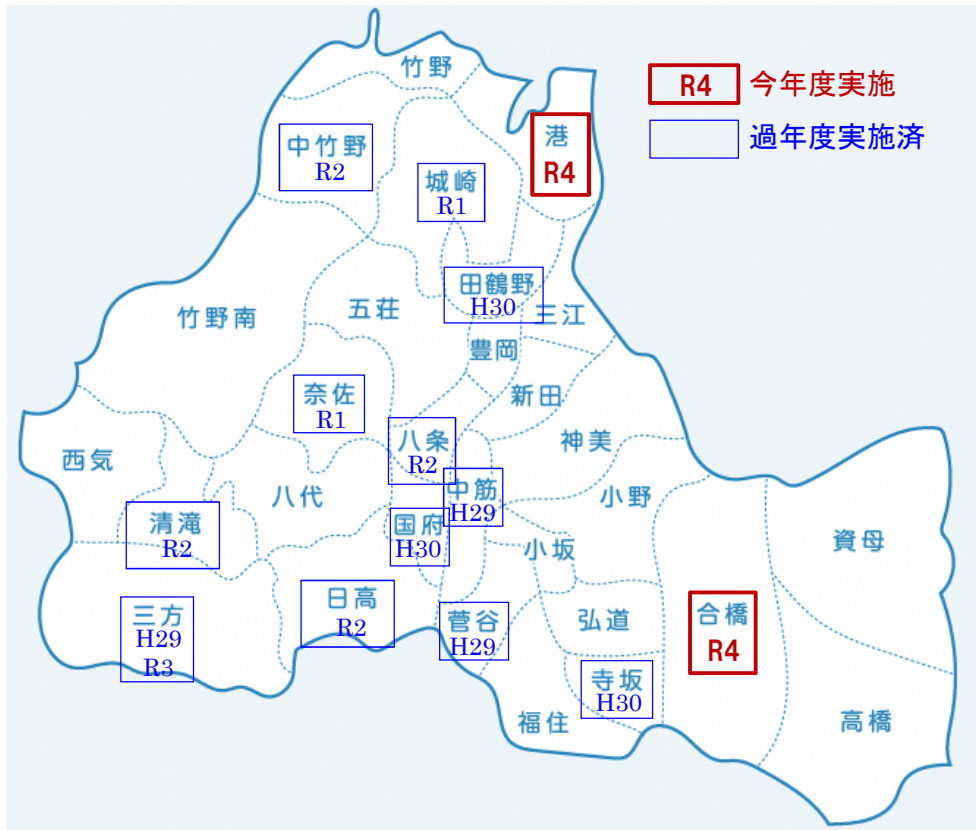 竹野
R4 今年度実施
過年度実施済
港
R4
中竹野
R2
城崎
R1
田鶴野
H30
三江
五荘
竹野南
豊岡
新田
奈佐
R1
八条
R2
神美
西気
八代
中筋
H29
小野
清滝
R2
国府
H30
小坂
資母
日高
R2
三方
H29
R3
菅谷
H29
弘道
合橋
R4
寺坂
H30
福住
高橋